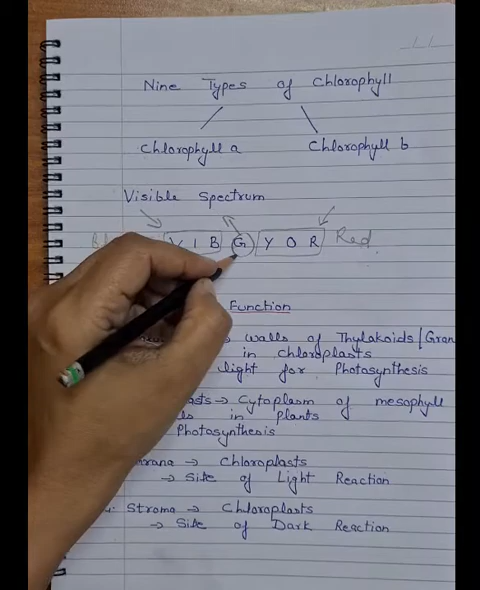 Nine Types of Chlorophyll
Chlorophyll a Chlorophyll b
Visible Spectrum
V I B G Y O R Red
Function
walls of Thylakoids/Gran
in chloroplasts
light for Photosynthesis
→ Cytoplasm of mesophyll
in Plants
Photosynthesis
→ Chloroplasts
→ Site of Light Reaction
4. Stroma → Chloroplasts
→ Site of Dark Reaction